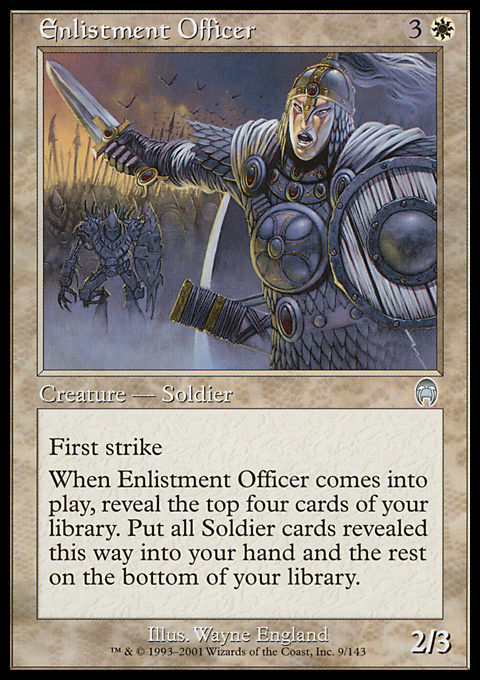 Enlistment Officer 3
Creature — Soldier
First strike
When Enlistment Officer comes into
play, reveal the top four cards of your
library. Put all Soldier cards revealed
this way into your hand and the rest
on the bottom of your library.
Illus. Wayne England
2/3
™ & © 1993–2001 Wizards of the Coast, Inc. 9/143